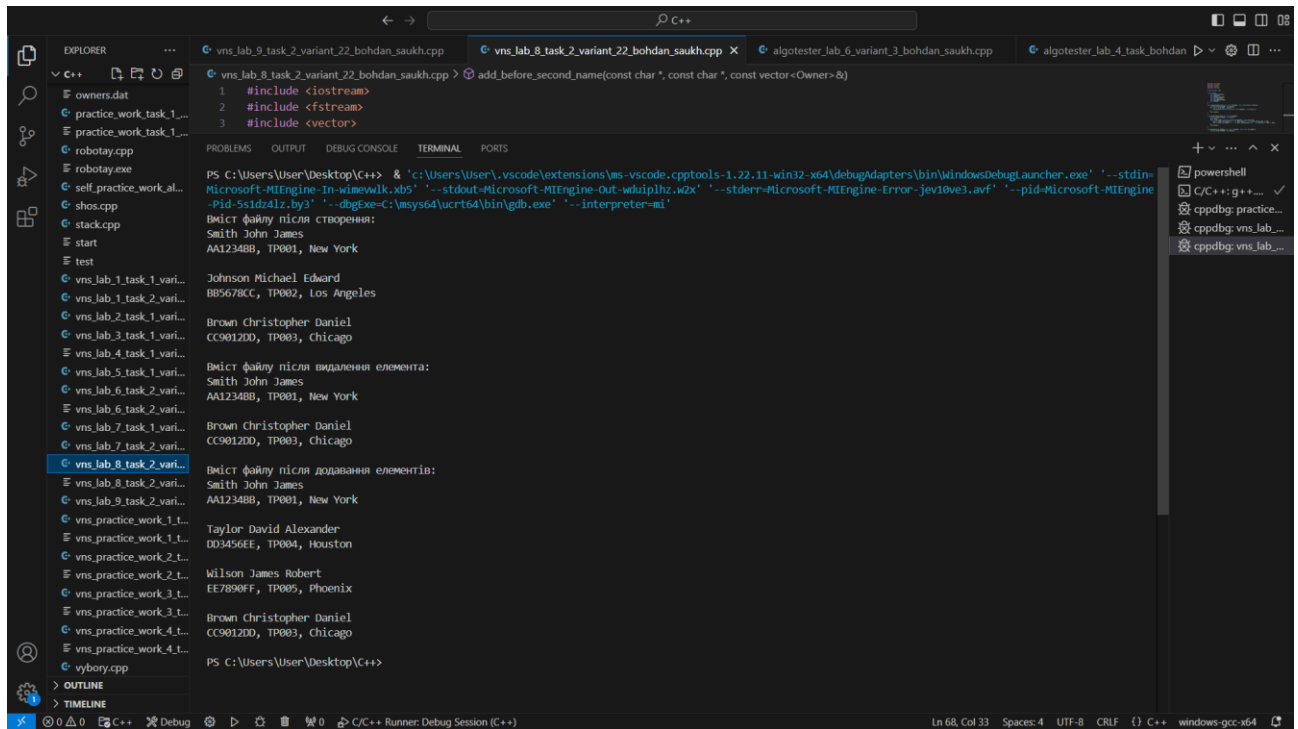 C++
EXPLORER
vns_lab_9_task_2_variant_22_bohdan_saukh.cpp
vns_lab_8_task_2_variant_22_bohdan_saukh.cpp
algotester_lab_6_variant_3_bohdan_saukh.cpp
algotester_lab_4_task_bohdan
C++
owners.dat
practice_work_task_1_...
practice_work_task_1_...
robotay.cpp
robotay.exe
self_practice_work_al...
shos.cpp
stack.cpp
start
test
vns_lab_1_task_1_vari...
vns_lab_1_task_2_vari...
vns_lab_2_task_1_vari...
vns_lab_3_task_1_vari...
vns_lab_4_task_1_vari...
vns_lab_5_task_1_vari...
vns_lab_6_task_2_vari...
vns_lab_6_task_2_vari...
vns_lab_7_task_1_vari...
vns_lab_7_task_2_vari...
vns_lab_8_task_2_vari...
vns_lab_8_task_2_vari...
vns_lab_9_task_2_vari...
vns_practice_work_1_t...
vns_practice_work_1_t...
vns_practice_work_2_t...
vns_practice_work_2_t...
vns_practice_work_3_t...
vns_practice_work_3_t...
vns_practice_work_4_t...
vns_practice_work_4_t...
vybory.cpp
OUTLINE
TIMELINE
vns_lab_8_task_2_variant_22_bohdan_saukh.cpp > add_before_second_name(const char *, const char *, const vector<Owner>&)
1 #include <iostream>
2 #include <fstream>
3 #include <vector>
PROBLEMS OUTPUT DEBUG CONSOLE TERMINAL PORTS
PS C:\Users\User\Desktop\C++> & 'c:\Users\User\.vscode\extensions\ms-vscode.cpptools-1.22.11-win32-x64\debugAdapters\bin\WindowsDebugLauncher.exe' '--stdin=
Microsoft-MIEngine-In-wimevwlk.xb5' '--stdout=Microsoft-MIEngine-Out-wduiplhz.w2x' '--stderr=Microsoft-MIEngine-Error-jev10ve3.avf' '--pid=Microsoft-MIEngine
-Pid-5s1dz4lz.by3' '--dbgExe=C:\msys64\ucrt64\bin\gdb.exe' '--interpreter=mi'
Вміст файлу після створення:
Smith John James
AA1234BB, TP001, New York
Johnson Michael Edward
BB5678CC, TP002, Los Angeles
Brown Christopher Daniel
CC9012DD, TP003, Chicago
Вміст файлу після видалення елемента:
Smith John James
AA1234BB, TP001, New York
Brown Christopher Daniel
CC9012DD, TP003, Chicago
Вміст файлу після додавання елементів:
Smith John James
AA1234BB, TP001, New York
Taylor David Alexander
DD3456EE, TP004, Houston
Wilson James Robert
EE7890FF, TP005, Phoenix
Brown Christopher Daniel
CC9012DD, TP003, Chicago
PS C:\Users\User\Desktop\C++>
powershell
C/C++: g++...
cppdbg: practice...
cppdbg: vns_lab_...
cppdbg: vns_lab_...
0 0 C++ Debug 0 C/C++ Runner: Debug Session (C++)
Ln 68, Col 33 Spaces: 4 UTF-8 CRLF {} C++ windows-gcc-x64